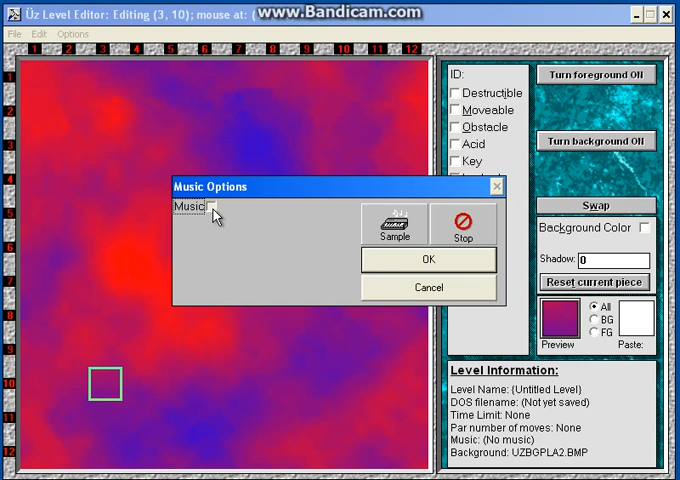 www.Bandicam.com
Üz Level Editor: Editing (3, 10); mouse at: (
File Edit Options
1 2 3 4 5 6 7 8 9 10 11 12
1
2
3
4
5
6
7
8
9
10
11
12
ID:
Destructible
Moveable
Obstacle
Acid
Key
Turn foreground ON
Turn background ON
Swap
Background Color
Shadow: 0
Reset current piece
All
BG
FG
Preview
Paste:
Music Options
Music
Sample
Stop
OK
Cancel
Level Information:
Level Name: {Untitled Level}
DOS filename: (Not yet saved)
Time Limit: None
Par number of moves: None
Music: (No music)
Background: UZBGPLA2.BMP